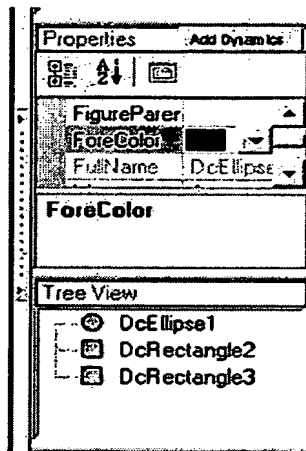 Properties Add Dynamics
FigureParer
ForeColor
FullName DcEllipse
ForeColor
Tree View
DcEllipse1
DcRectangle2
DcRectangle3